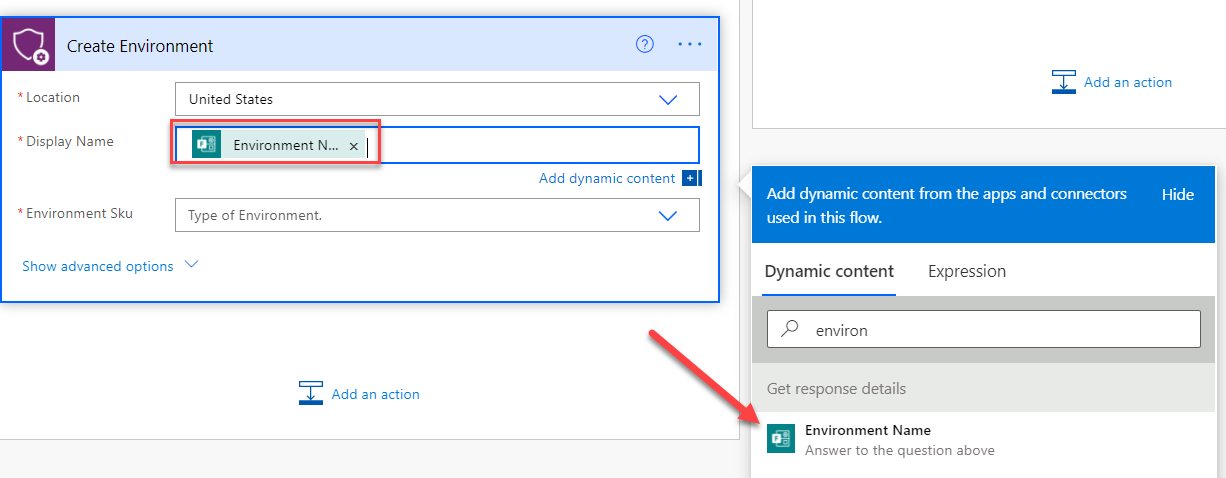 Create Environment
* Location
United States
* Display Name
Environment N... ×
Add dynamic content
* Environment Sku
Type of Environment.
Show advanced options
Add an action
Add an action
Add dynamic content from the apps and connectors
used in this flow.
Hide
Dynamic content
Expression
environ
Get response details
Environment Name
Answer to the question above